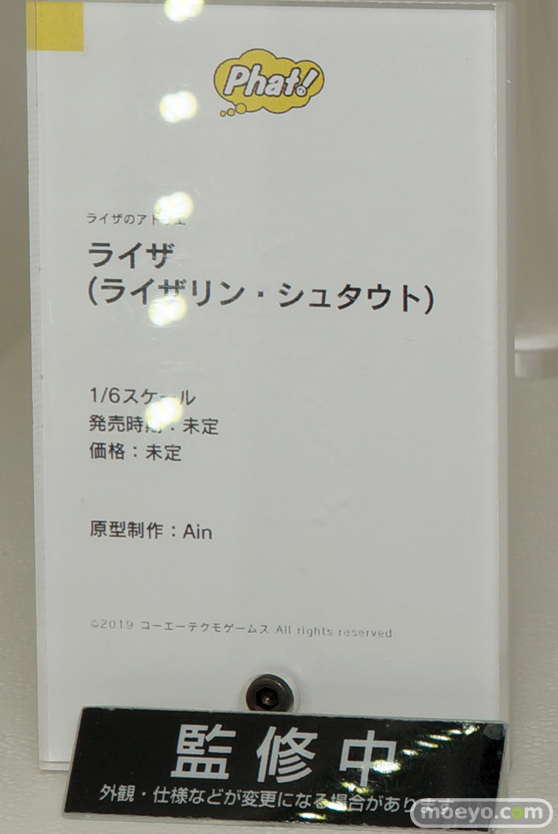 Phat!
ライザのアトリエ
ライザ
(ライザリン・シュタウト)
1/6スケール
発売時期：未定
価格：未定
原型制作：Ain
©2019 コーエーテクモゲームス All rights reserved.
監修中
外観・仕様などが変更になる場合があります
moeyo.com